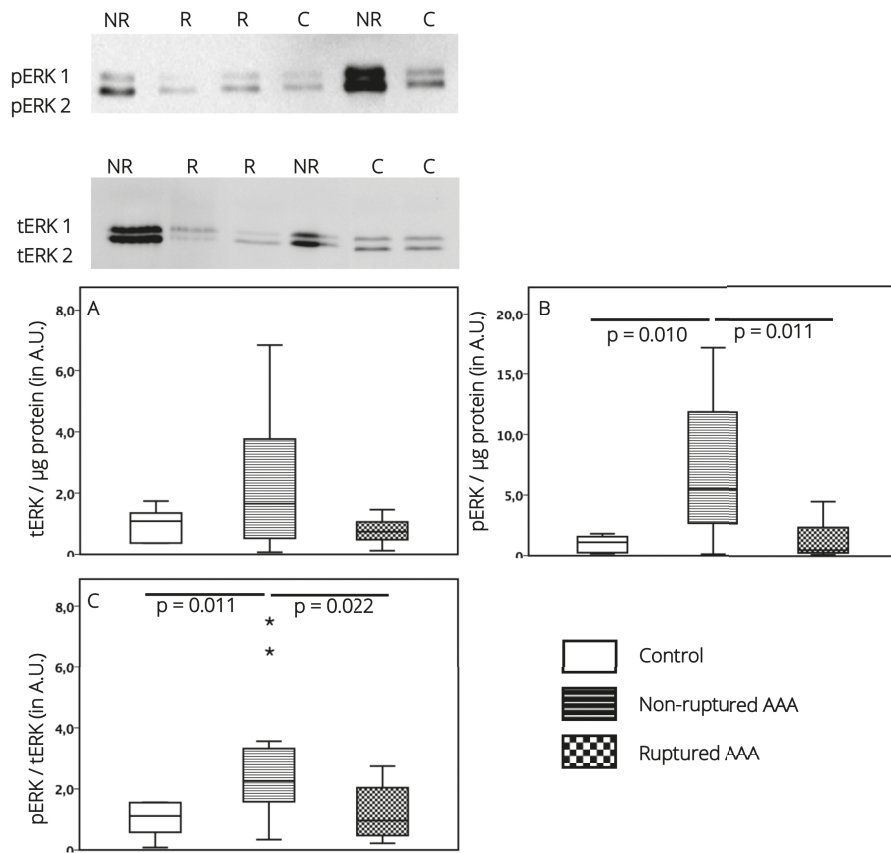 NR R R C NR C
pERK 1
pERK 2
NR R R NR C C
tERK 1
tERK 2
A
8,0
6,0
4,0
2,0
0
tERK / µg protein (in A.U.)
B
20,0
15,0
10,0
5,0
0
pERK / µg protein (in A.U.)
p = 0.010 p = 0.011
C
8,0
6,0
4,0
2,0
0
pERK / tERK (in A.U.)
p = 0.011 p = 0.022
*
*
Control
Non-ruptured AAA
Ruptured AAA